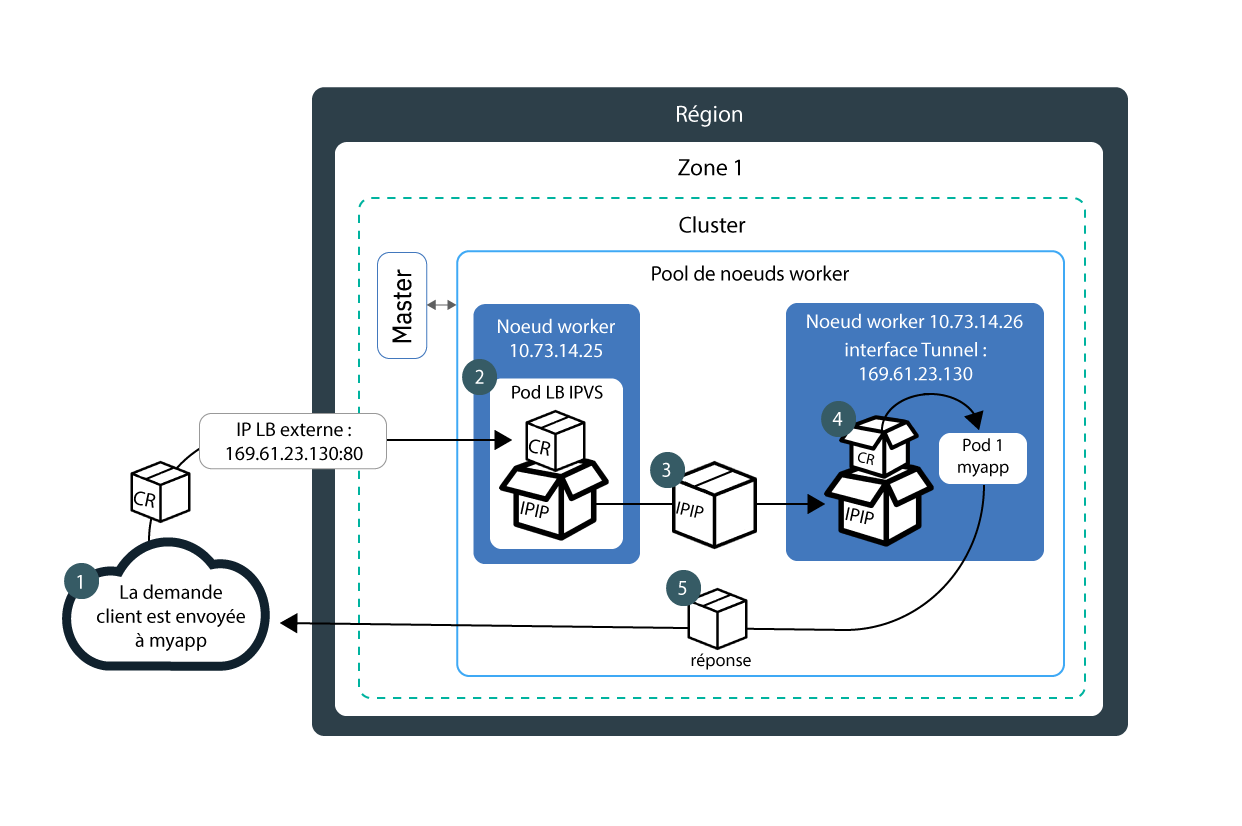 Région
Zone 1
Cluster
Master
Pool de noeuds worker
Noeud worker
10.73.14.25
2
Pod LB IPVS
CR
IPIP
Noeud worker 10.73.14.26
interface Tunnel :
169.61.23.130
4
CR
IPIP
Pod 1
myapp
IP LB externe :
169.61.23.130:80
3
IPIP
CR
1
La demande
client est envoyée
à myapp
5
réponse